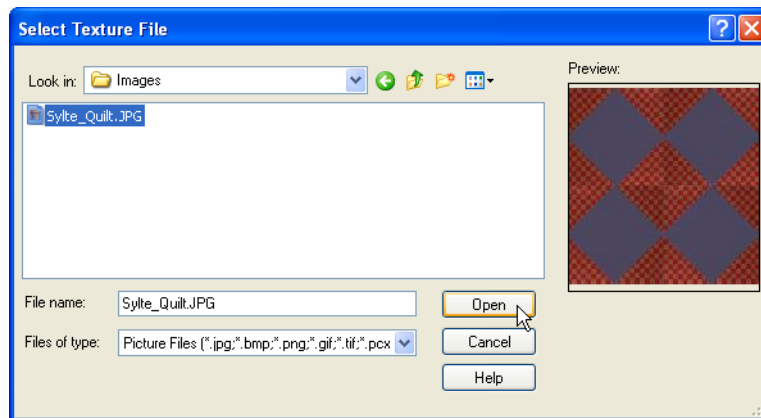 Select Texture File
Look in: Images
Preview:
Sylte_Quilt.JPG
File name: Sylte_Quilt.JPG Open
Files of type: Picture Files (*.jpg;*.bmp;*.png;*.gif;*.tif;*.pcx Cancel
Help